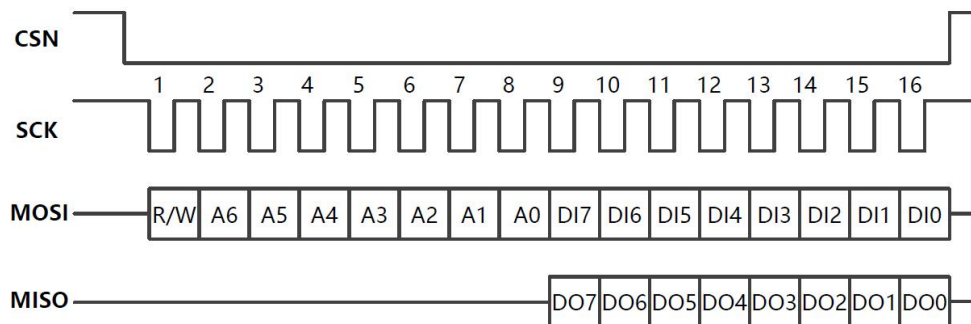 CSN
1 2 3 4 5 6 7 8 9 10 11 12 13 14 15 16
SCK
MOSI R/W A6 A5 A4 A3 A2 A1 A0 DI7 DI6 DI5 DI4 DI3 DI2 DI1 DI0
MISO DO7 DO6 DO5 DO4 DO3 DO2 DO1 DO0